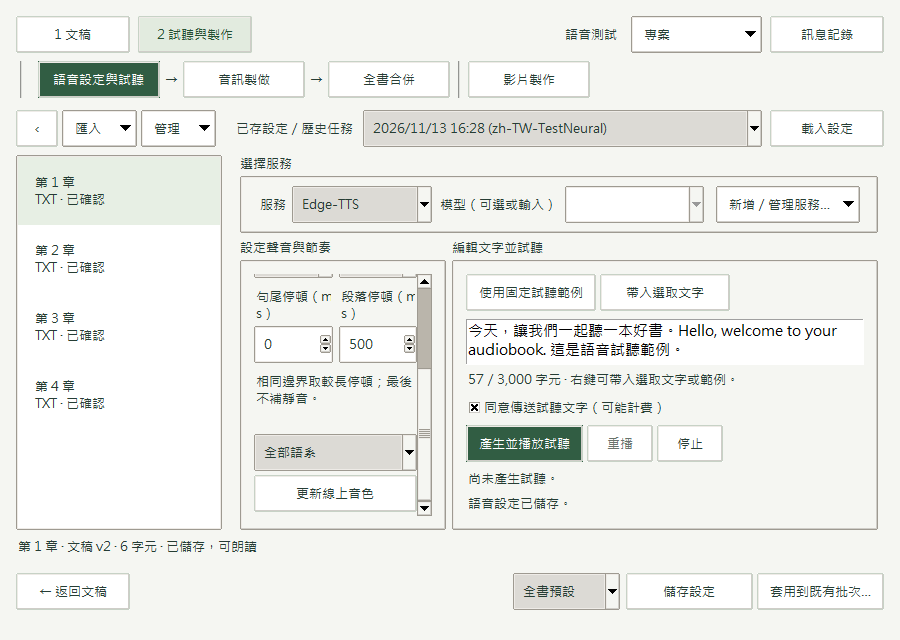 1 文稿
2 試聽與製作
語音測試
專案
訊息記錄
語音設定與試聽
→
音訊製做
→
全書合併
影片製作
‹
匯入
管理
已存設定 / 歷史任務
2026/11/13 16:28 (zh-TW-TestNeural)
載入設定
第 1 章
TXT · 已確認
第 2 章
TXT · 已確認
第 3 章
TXT · 已確認
第 4 章
TXT · 已確認
選擇服務
服務
Edge-TTS
模型（可選或輸入）
新增 / 管理服務...
設定聲音與節奏
句尾停頓（m
s）
段落停頓（m
s）
0
500
相同邊界取較長停頓；最後
不補靜音。
全部語系
更新線上音色
編輯文字並試聽
使用固定試聽範例
帶入選取文字
今天，讓我們一起聽一本好書。Hello, welcome to your
audiobook. 這是語音試聽範例。
57 / 3,000 字元 · 右鍵可帶入選取文字或範例。
同意傳送試聽文字（可能計費）
產生並播放試聽
重播
停止
尚未產生試聽。
語音設定已儲存。
第 1 章 · 文稿 v2 · 6 字元 · 已儲存，可朗讀
← 返回文稿
全書預設
儲存設定
套用到既有批次...